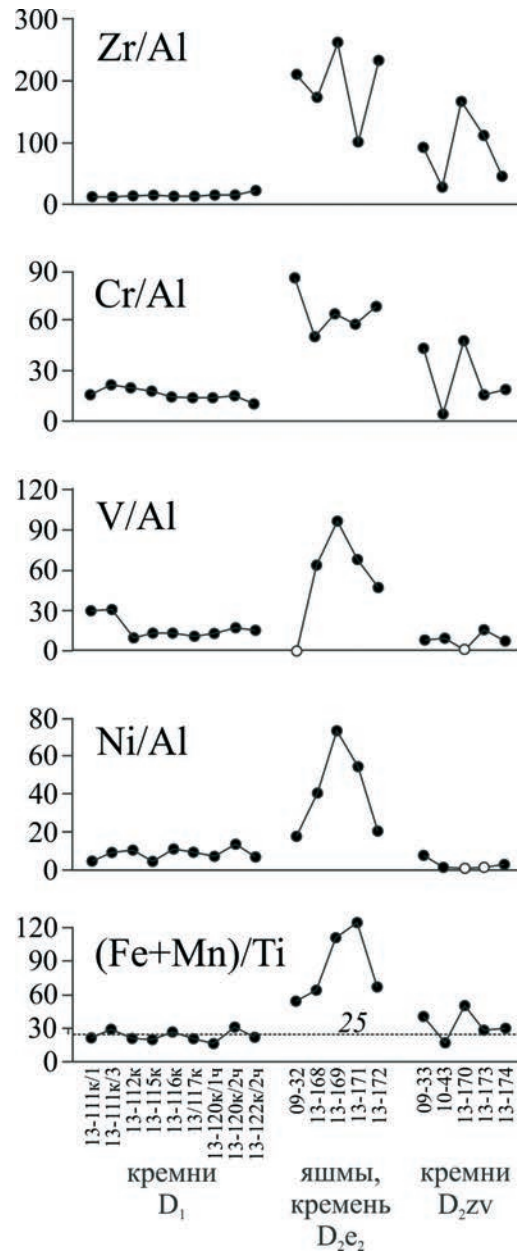 Zr/Al
300
200
100
0
Cr/Al
90
60
30
0
V/Al
120
90
60
30
0
Ni/Al
80
60
40
20
0
(Fe+Mn)/Ti
120
90
60
30
0
25
13-111к/1
13-111к/3
13-112к
13-115к
13-116к
13/117к
13-120к/1ч
13-120к/2ч
13-122к/2ч
09-32
13-168
13-169
13-171
13-172
09-33
10-43
13-170
13-173
13-174
кремни
D₁
яшмы,
кремень
D₂e₂
кремни
D₂zv